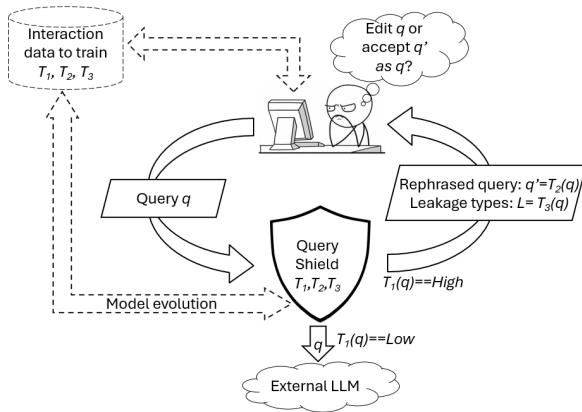 Interaction
data to train
T₁, T₂, T₃
Edit q or
accept q’
as q?
Query q
Rephrased query: q’=T₂(q)
Leakage types: L= T₃(q)
Query
Shield
T₁,T₂,T₃
T₁(q)==High
Model evolution
q
T₁(q)==Low
External LLM